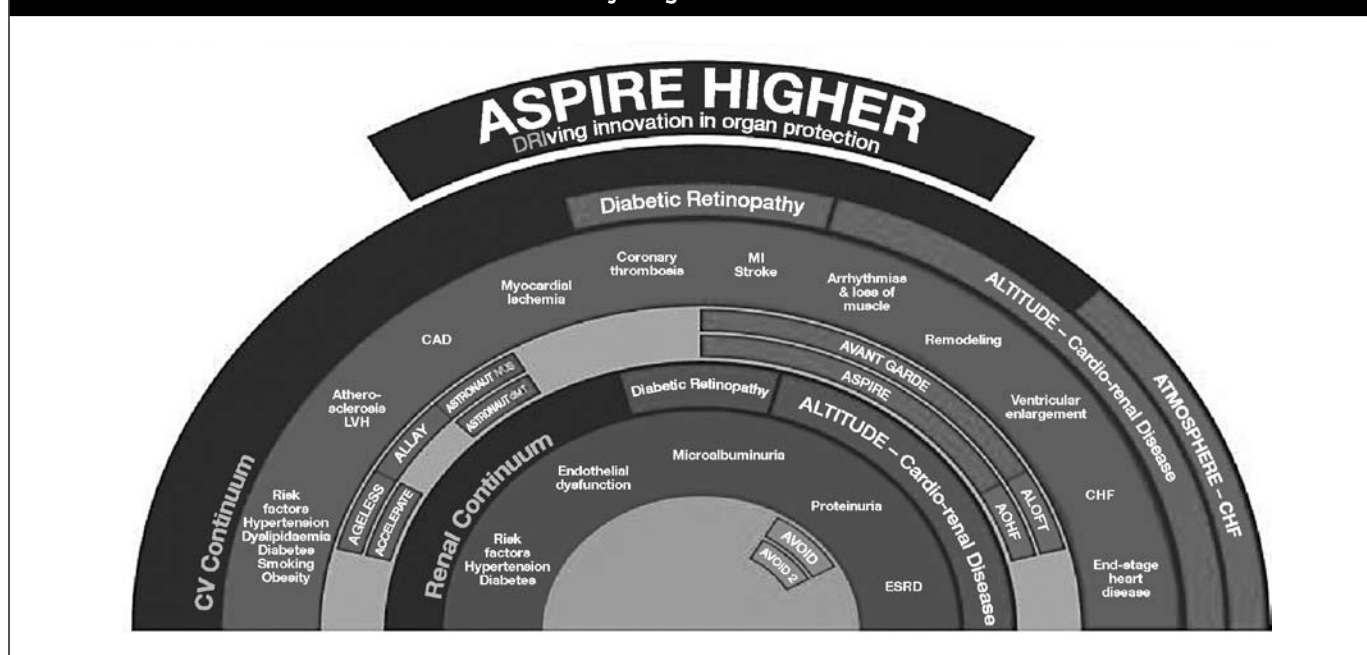 ASPIRE HIGHER
DRIving innovation in organ protection
Diabetic Retinopathy
ALTITUDE – Cardio-renal Disease
ATMOSPHERE – CHF
CV Continuum
Risk
factors
Hypertension
Dyslipidaemia
Diabetes
Smoking
Obesity
Athero-
sclerosis
LVH
CAD
Myocardial
Ischemia
Coronary
thrombosis
MI
Stroke
Arrhythmias
& loss of
muscle
Remodeling
Ventricular
enlargement
CHF
End-stage
heart
disease
AGELESS
ACCELERATE
ALLAY
ASTRONAUT IVUS
ASTRONAUT
AVANT GARDE
ASPIRE
ALOFT
AOHF
Renal Continuum
Diabetic Retinopathy
ALTITUDE – Cardio-renal Disease
Risk
factors
Hypertension
Diabetes
Endothelial
dysfunction
Microalbuminuria
Proteinuria
ESRD
AVOID
AVOID 2